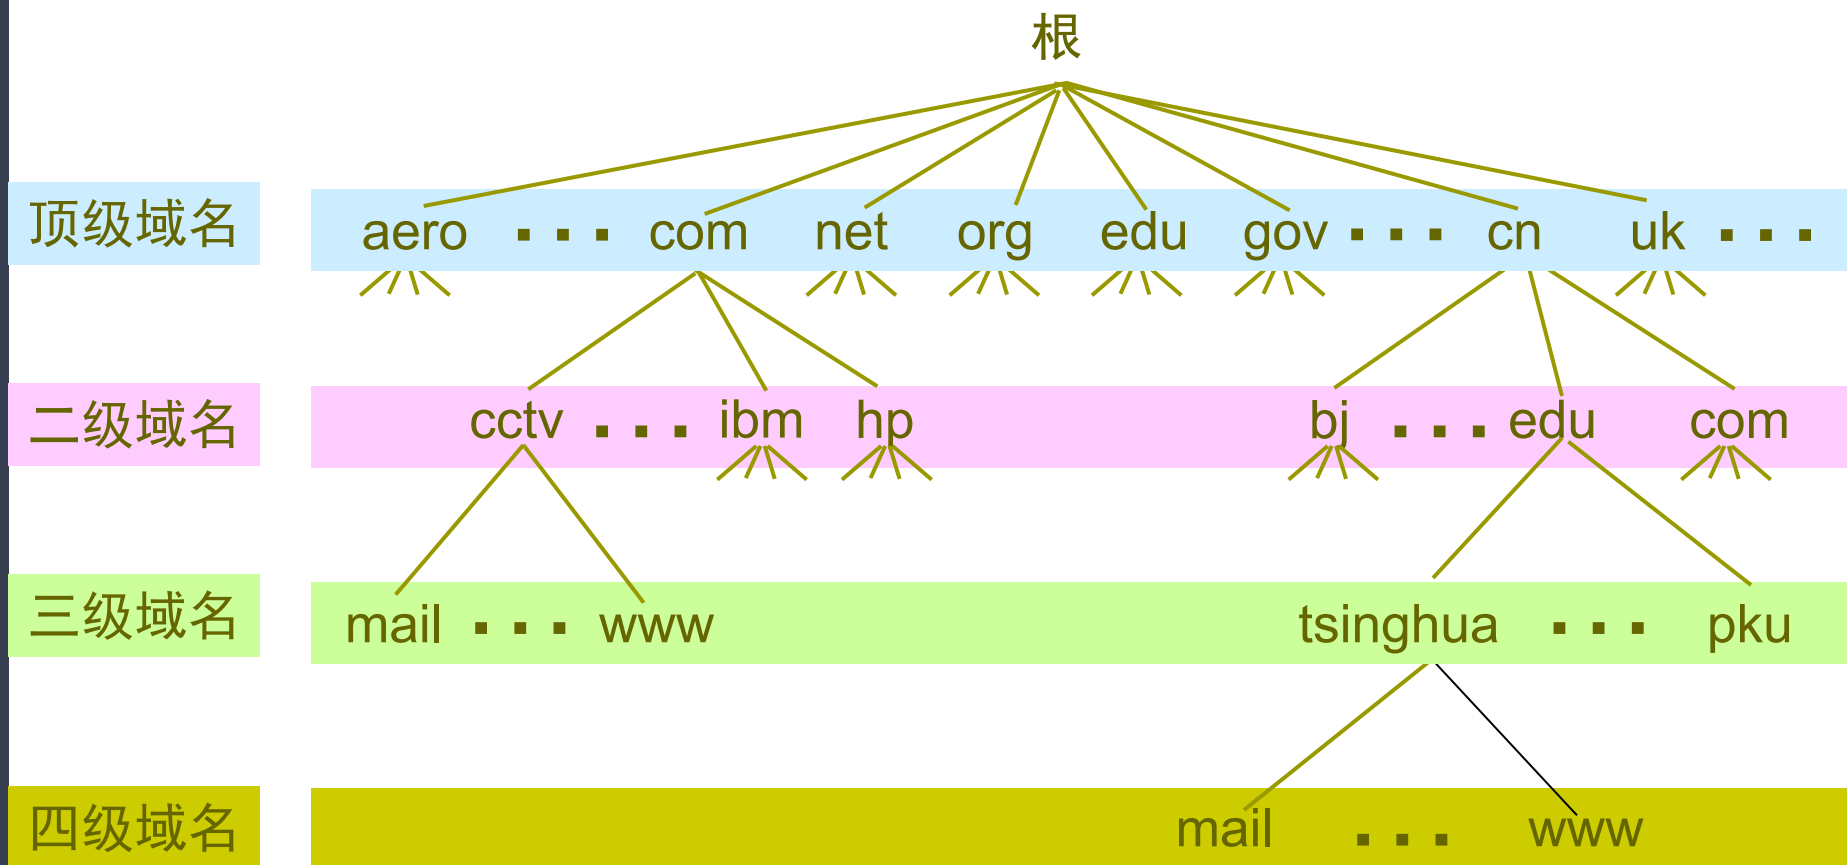 根
顶级域名 aero ... com net org edu gov ... cn uk ...
二级域名 cctv ... ibm hp bj ... edu com
三级域名 mail ... www tsinghua ... pku
四级域名 mail ... www